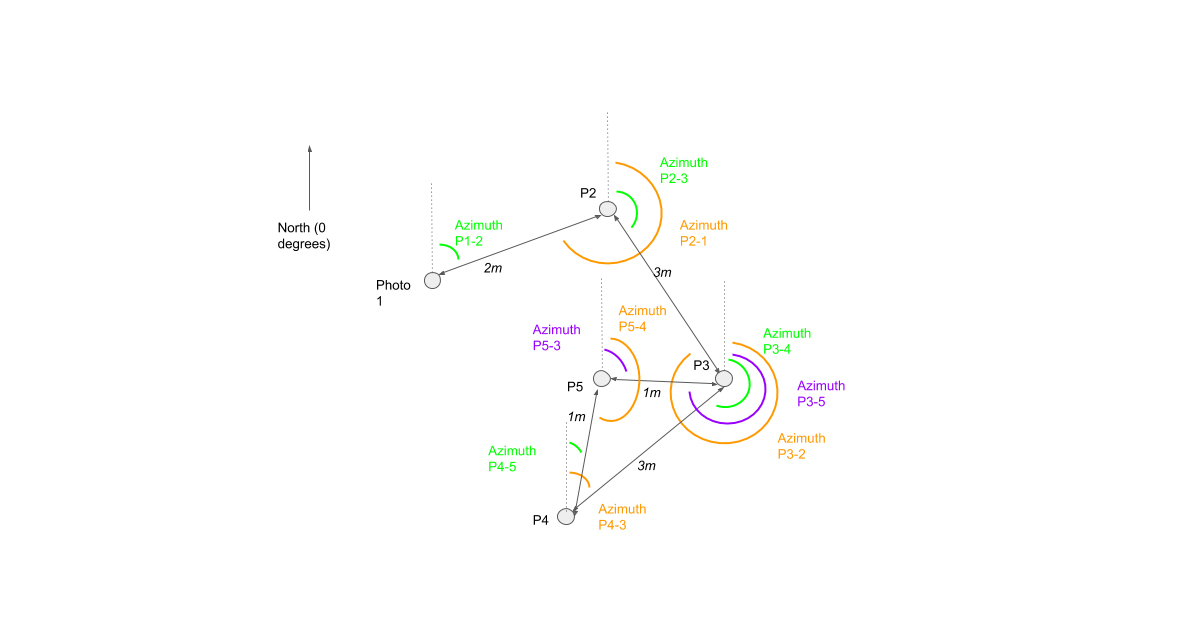 Azimuth
P2-3
P2
Azimuth
P2-1
North (0
degrees)
Azimuth
P1-2
2m
3m
Photo
1
Azimuth
P5-4
Azimuth
P5-3
Azimuth
P3-4
P3
P5
1m
Azimuth
P3-5
1m
Azimuth
P3-2
Azimuth
P4-5
3m
P4
Azimuth
P4-3